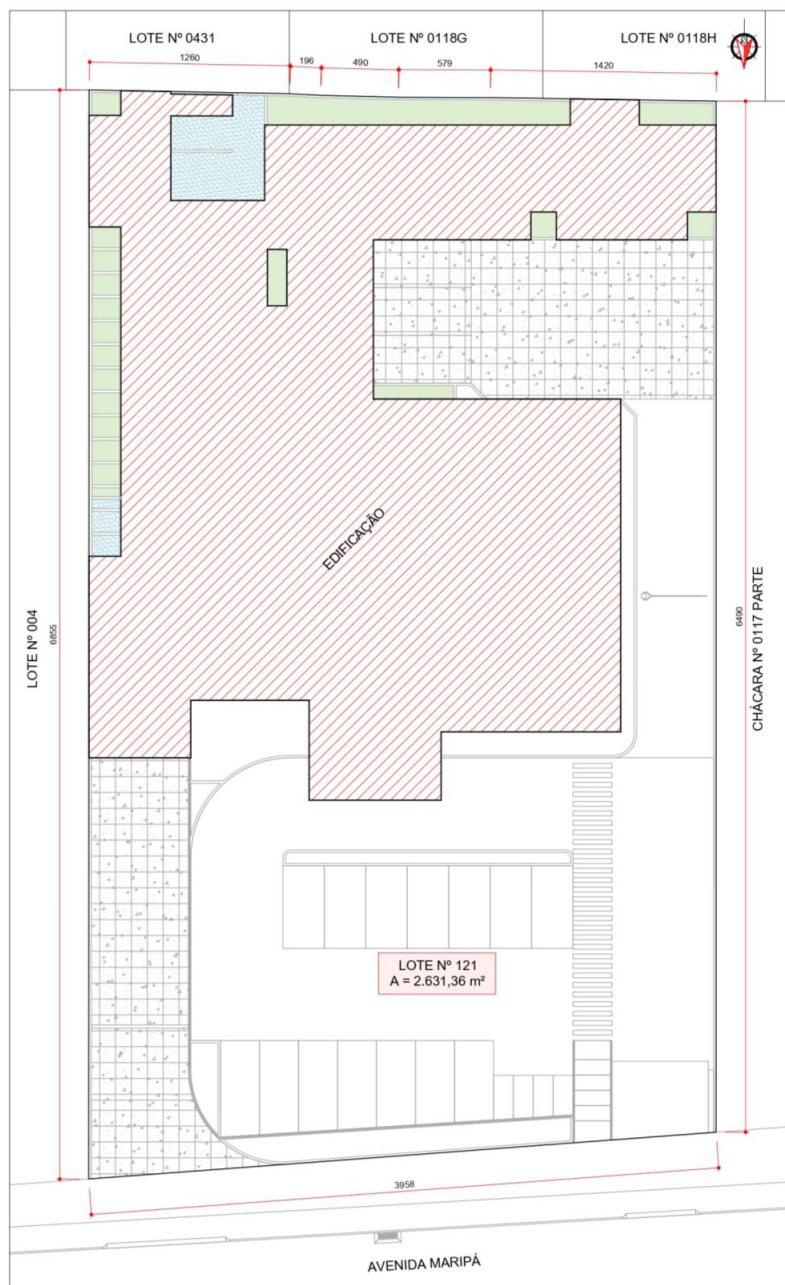 LOTE Nº 0431
LOTE Nº 0118G
LOTE Nº 0118H
N
1260
196
490
579
1420
EDIFICAÇÃO
LOTE Nº 004
6855
6490
CHÁCARA Nº 0117 PARTE
LOTE Nº 121
A = 2.631,36 m²
3958
AVENIDA MARIPÁ